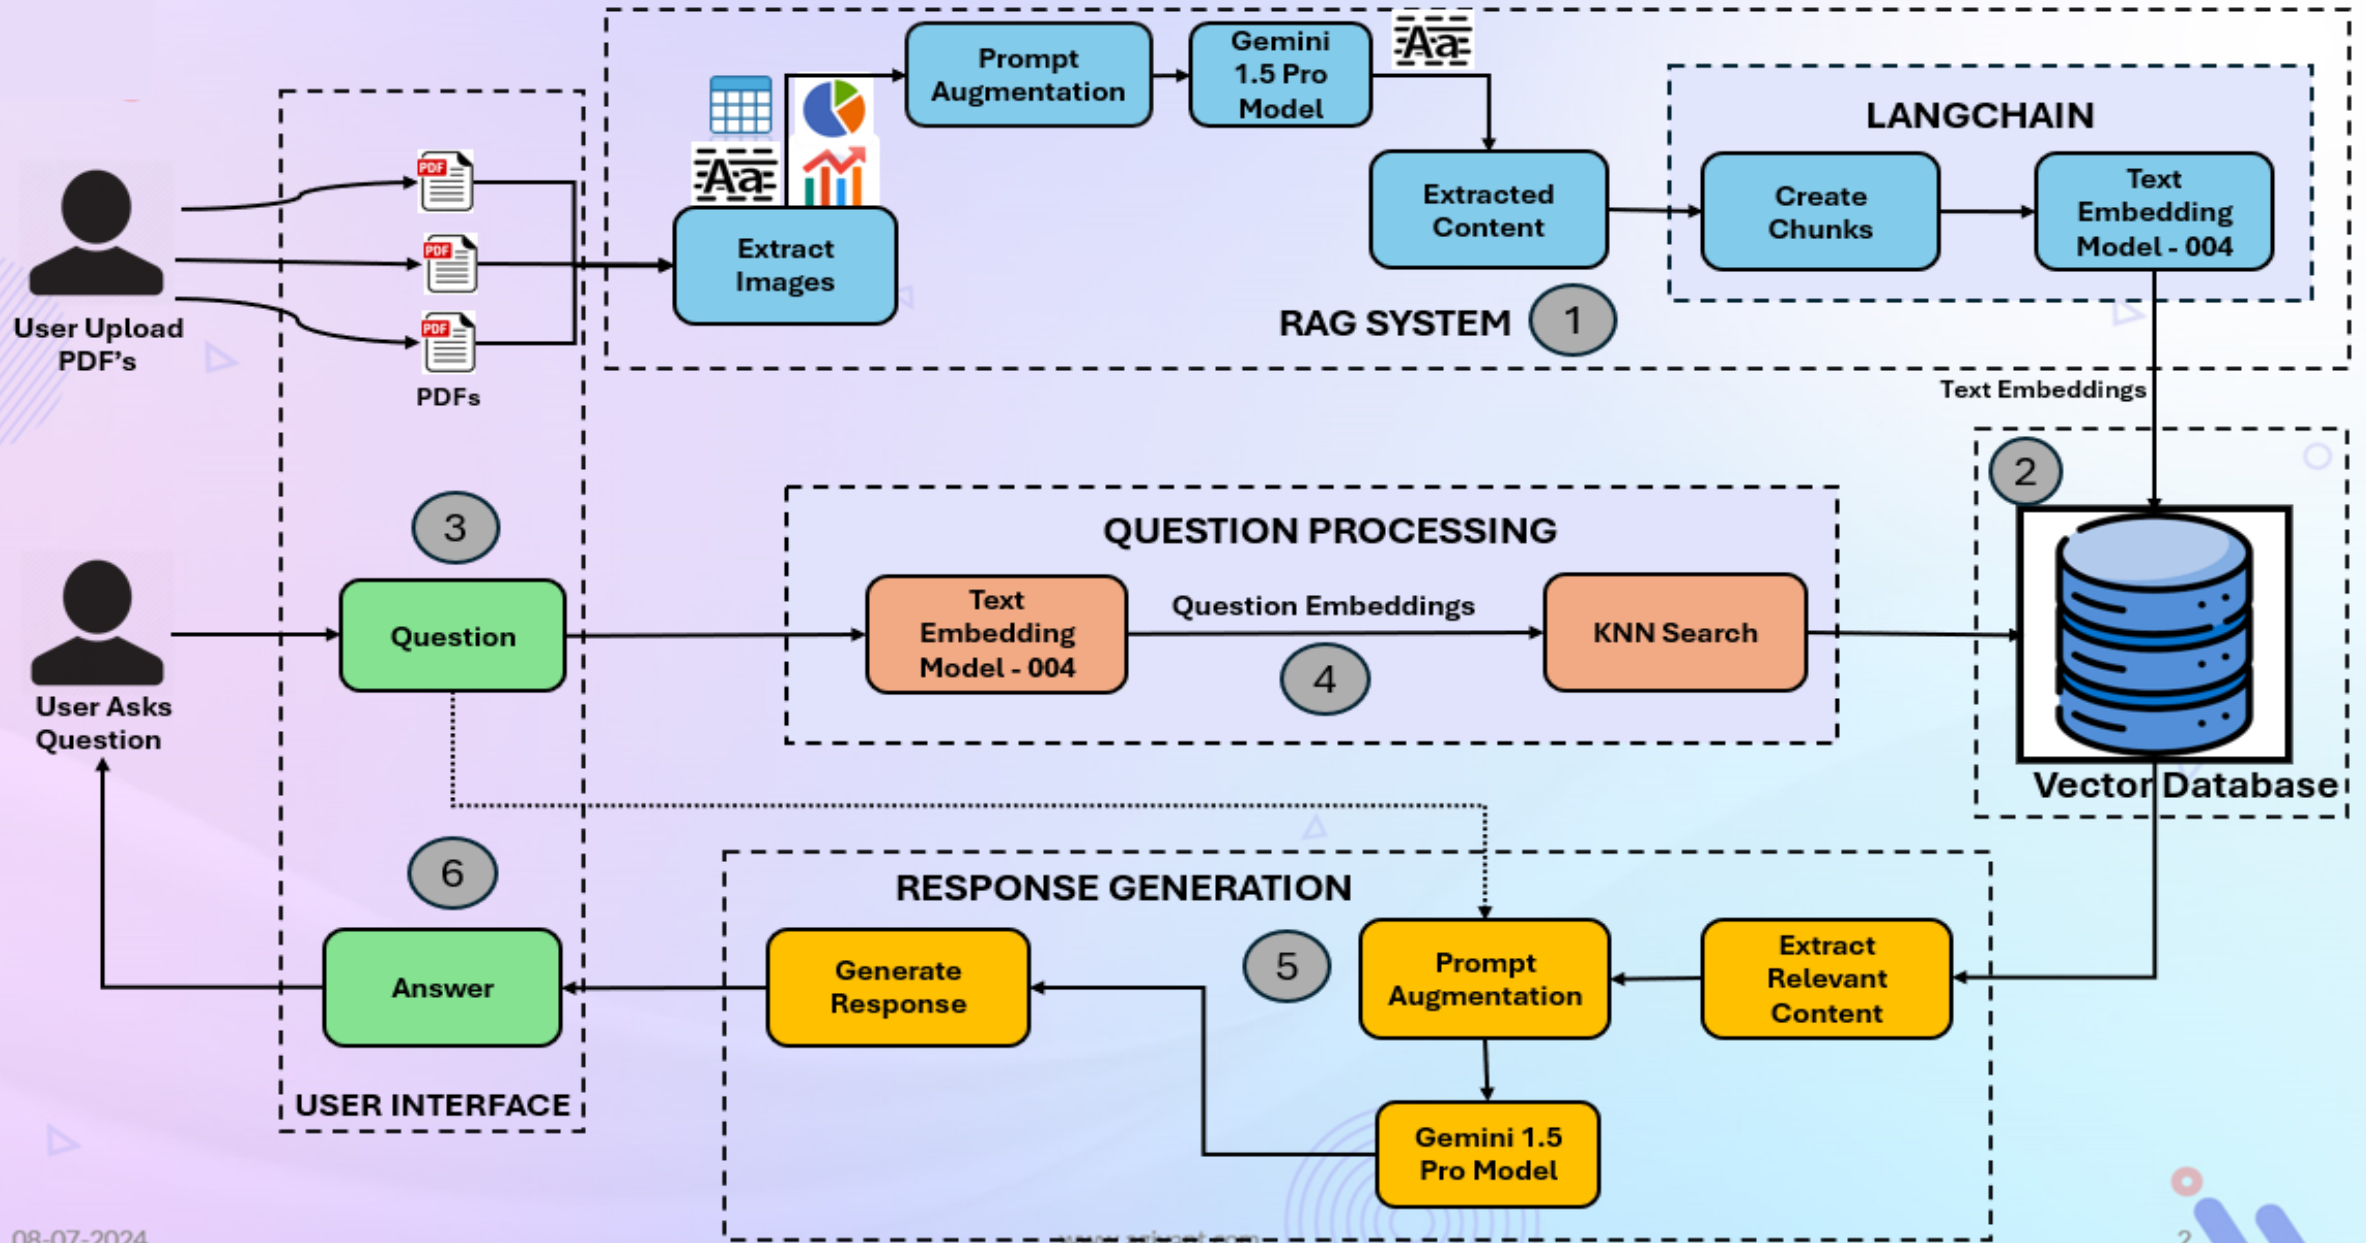 Prompt
Augmentation
Gemini
1.5 Pro
Model
Aa
LANGCHAIN
PDF
PDF
PDF
PDFs
User Upload
PDF's
Aa
Extract
Images
Extracted
Content
Create
Chunks
Text
Embedding
Model - 004
RAG SYSTEM
1
Text Embeddings
2
3
QUESTION PROCESSING
User Asks
Question
Question
Text
Embedding
Model - 004
Question Embeddings
4
KNN Search
Vector Database
6
RESPONSE GENERATION
5
Answer
Generate
Response
Prompt
Augmentation
Extract
Relevant
Content
USER INTERFACE
Gemini 1.5
Pro Model
08-07-2024
2